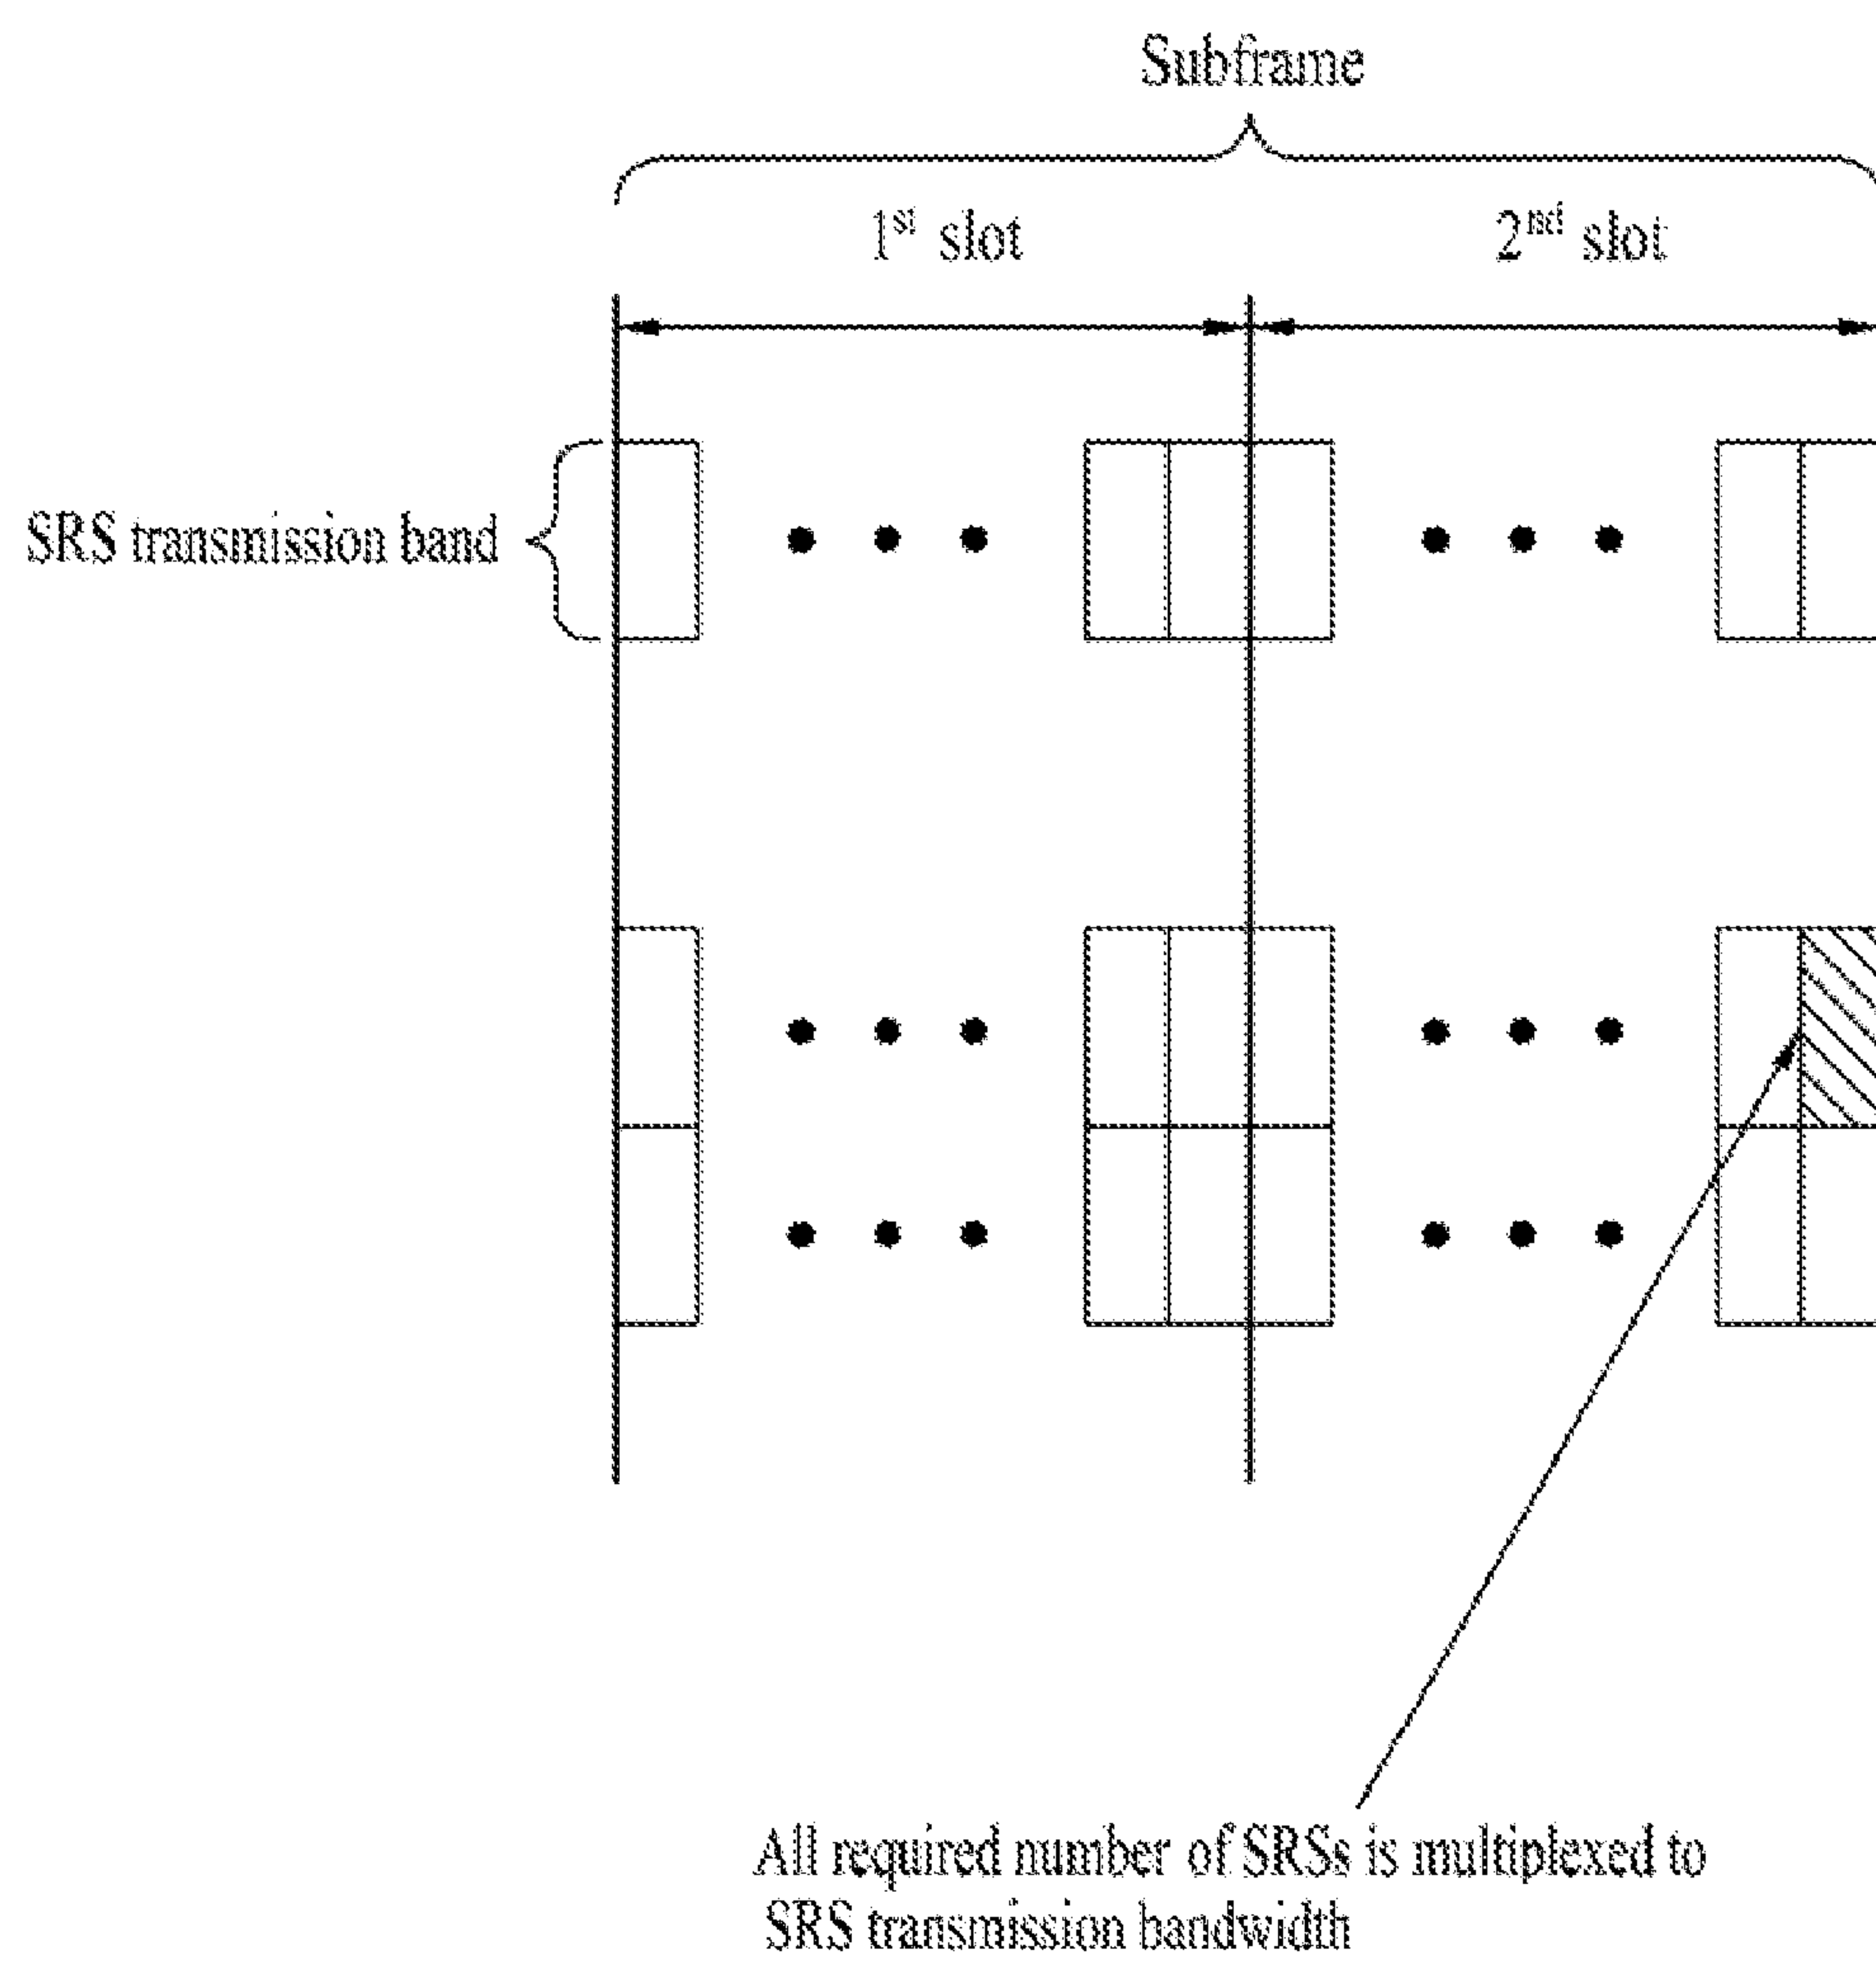 Subframe
1st slot
2nd slot
SRS transmission band
All required number of SRSs is multiplexed to
SRS transmission bandwidth